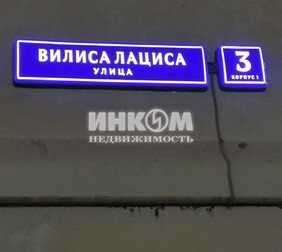 ВИЛИСА ЛАЦИСА
УЛИЦА
3
КОРПУС 1
ИНКОМ
НЕДВИЖИМОСТЬ